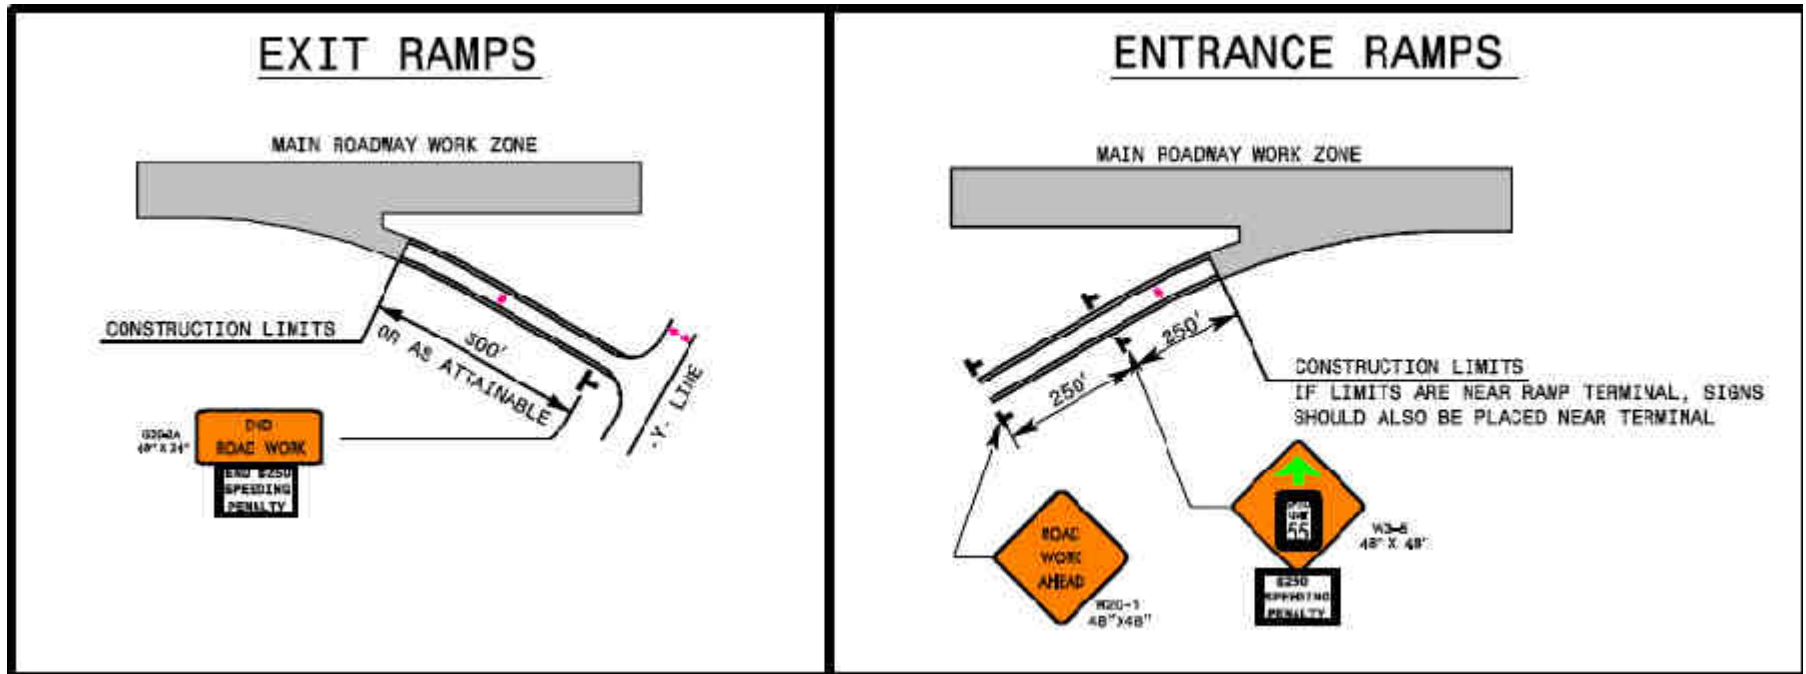 EXIT RAMPS
MAIN ROADWAY WORK ZONE
CONSTRUCTION LIMITS
300'
OR AS ATTAINABLE
-Y- LINE
END
ROAD WORK
G20-2A
48" X 24"
END $250
SPEEDING
PENALTY
ENTRANCE RAMPS
MAIN ROADWAY WORK ZONE
250'
250'
CONSTRUCTION LIMITS
IF LIMITS ARE NEAR RAMP TERMINAL, SIGNS
SHOULD ALSO BE PLACED NEAR TERMINAL
ROAD
WORK
AHEAD
W20-1
48"X48"
55
W3-5
48" X 48"
$250
SPEEDING
PENALTY